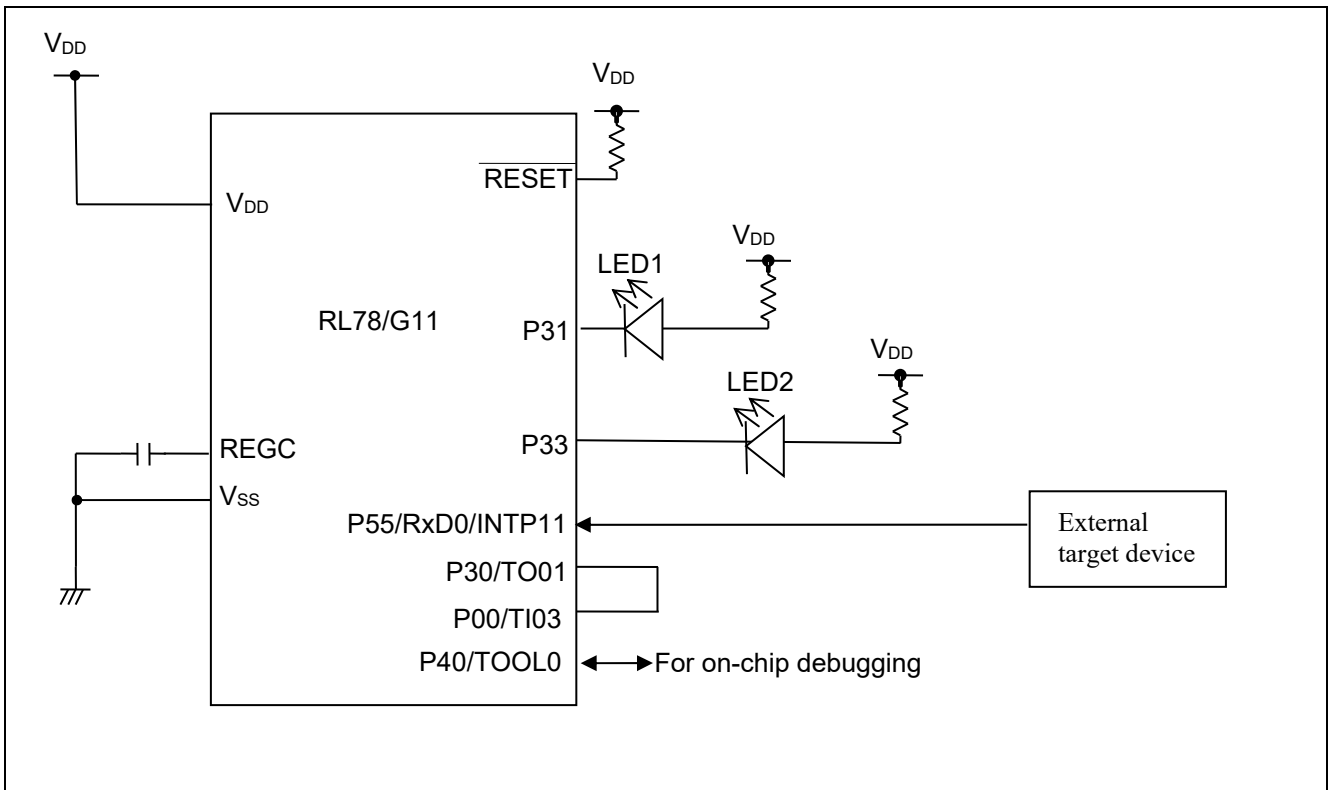 VDD
VDD
RESET
VDD
VDD
LED1
RL78/G11
P31
VDD
LED2
P33
REGC
VSS
P55/RxD0/INTP11
External
target device
P30/TO01
P00/TI03
P40/TOOL0
For on-chip debugging